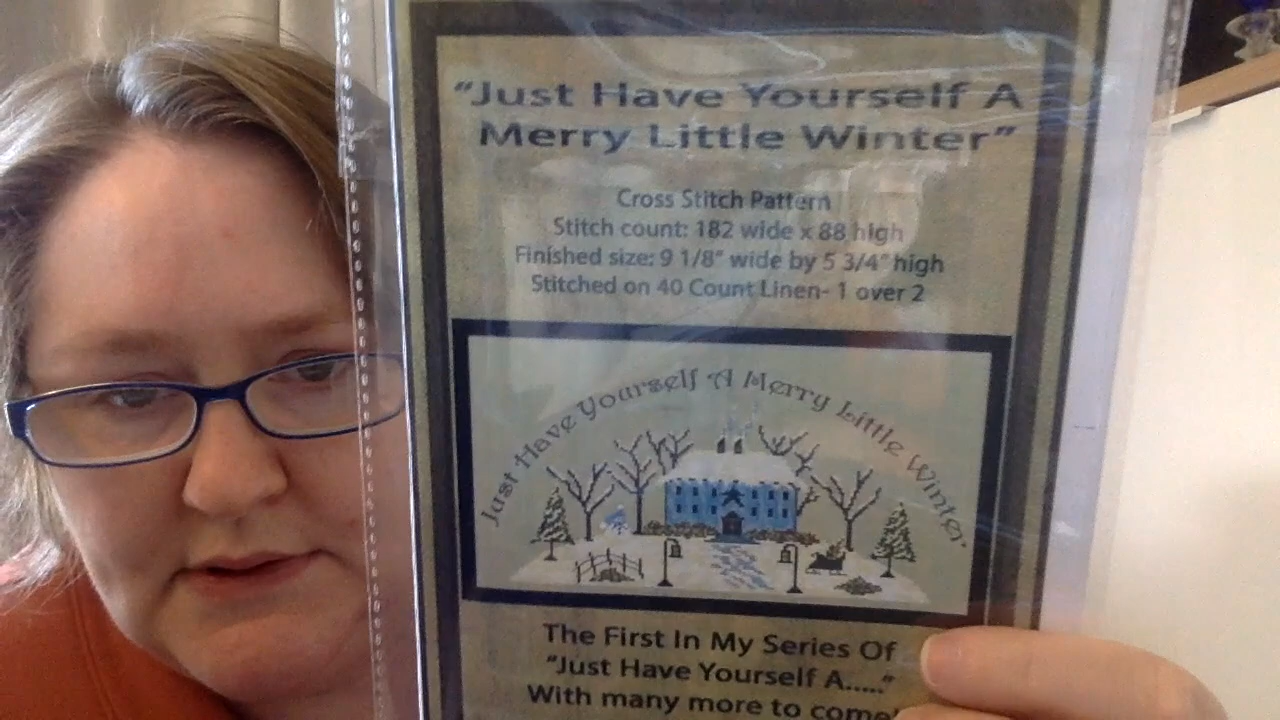 "Just Have Yourself A
Merry Little Winter"
Cross Stitch Pattern
Stitch count: 182 wide x 88 high
Finished size: 9 1/8" wide by 5 3/4" high
Stitched on 40 Count Linen- 1 over 2
Just Have Yourself A Merry Little Winter
The First In My Series Of
"Just Have Yourself A....."
With many more to come!